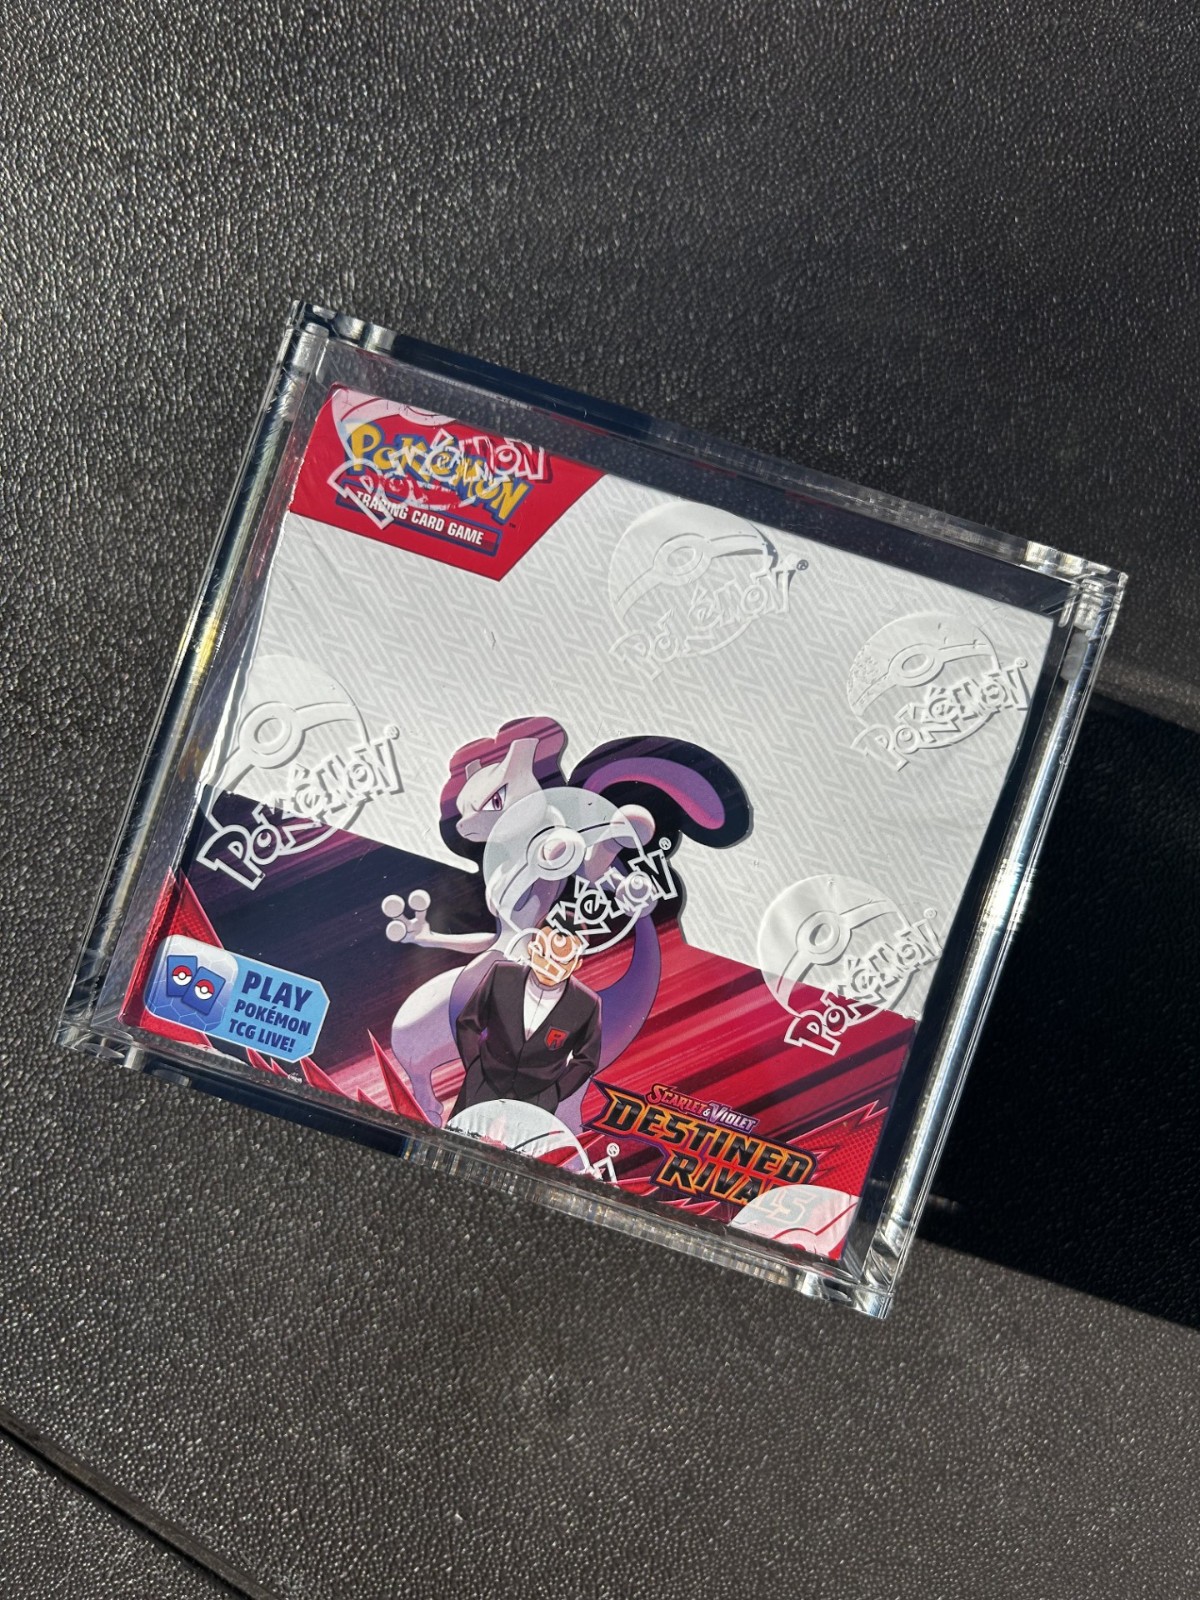 Pokémon
TRADING CARD GAME
Pokémon®
Pokémon®
Pokémon®
Pokémon®
Pokémon®
PLAY
POKÉMON
TCG LIVE!
R
SCARLET & VIOLET
DESTINED
RIVALS